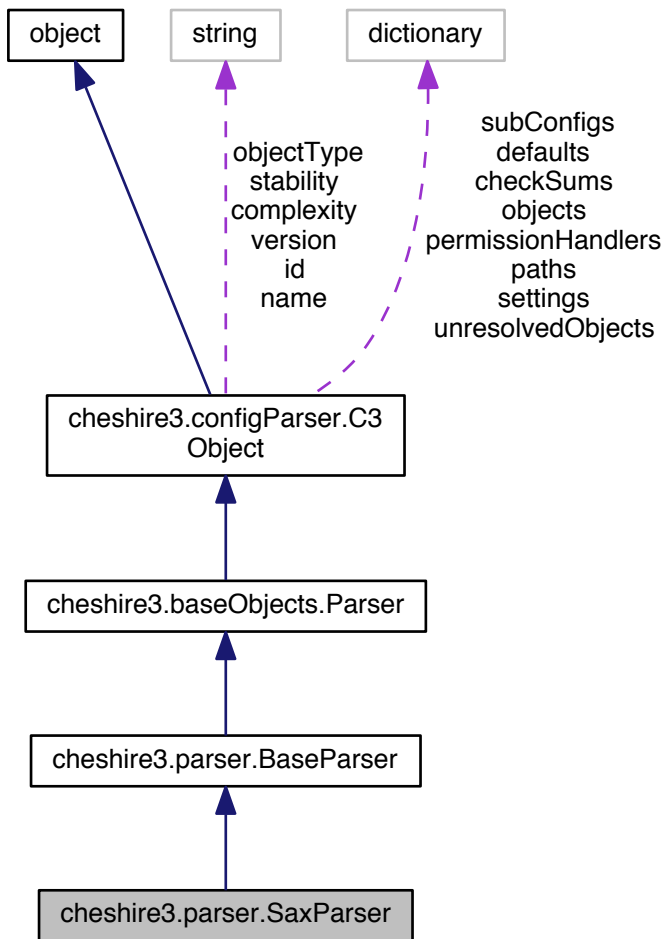 object
string
dictionary
objectType
stability
complexity
version
id
name
subConfigs
defaults
checkSums
objects
permissionHandlers
paths
settings
unresolvedObjects
cheshire3.configParser.C3
Object
cheshire3.baseObjects.Parser
cheshire3.parser.BaseParser
cheshire3.parser.SaxParser